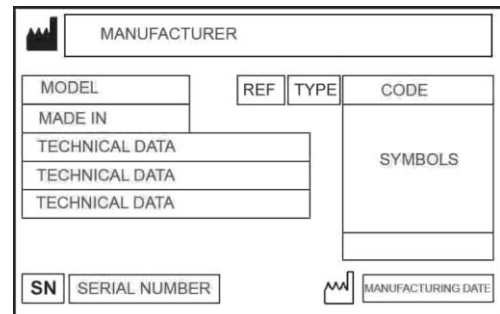 MANUFACTURER
MODEL REF TYPE CODE
MADE IN
TECHNICAL DATA
SYMBOLS
TECHNICAL DATA
TECHNICAL DATA
SN SERIAL NUMBER MANUFACTURING DATE